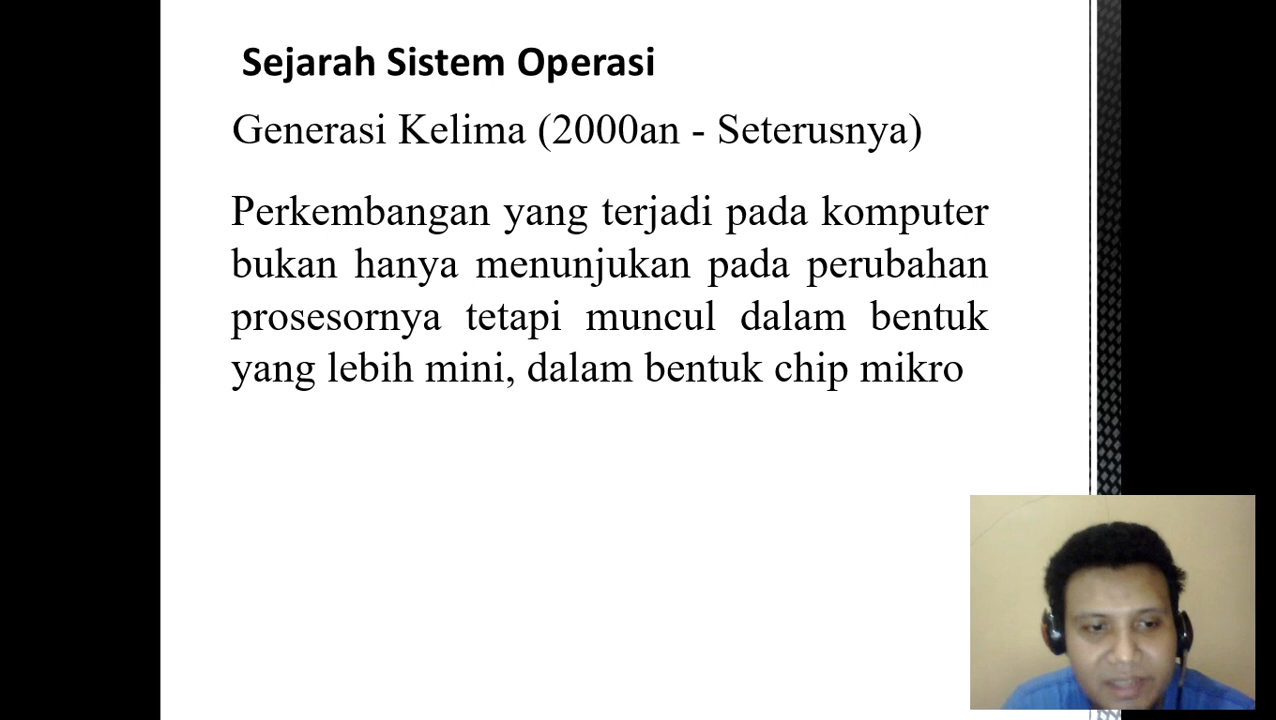 Sejarah Sistem Operasi
Generasi Kelima (2000an - Seterusnya)
Perkembangan yang terjadi pada komputer
bukan hanya menunjukan pada perubahan
prosesornya tetapi muncul dalam bentuk
yang lebih mini, dalam bentuk chip mikro